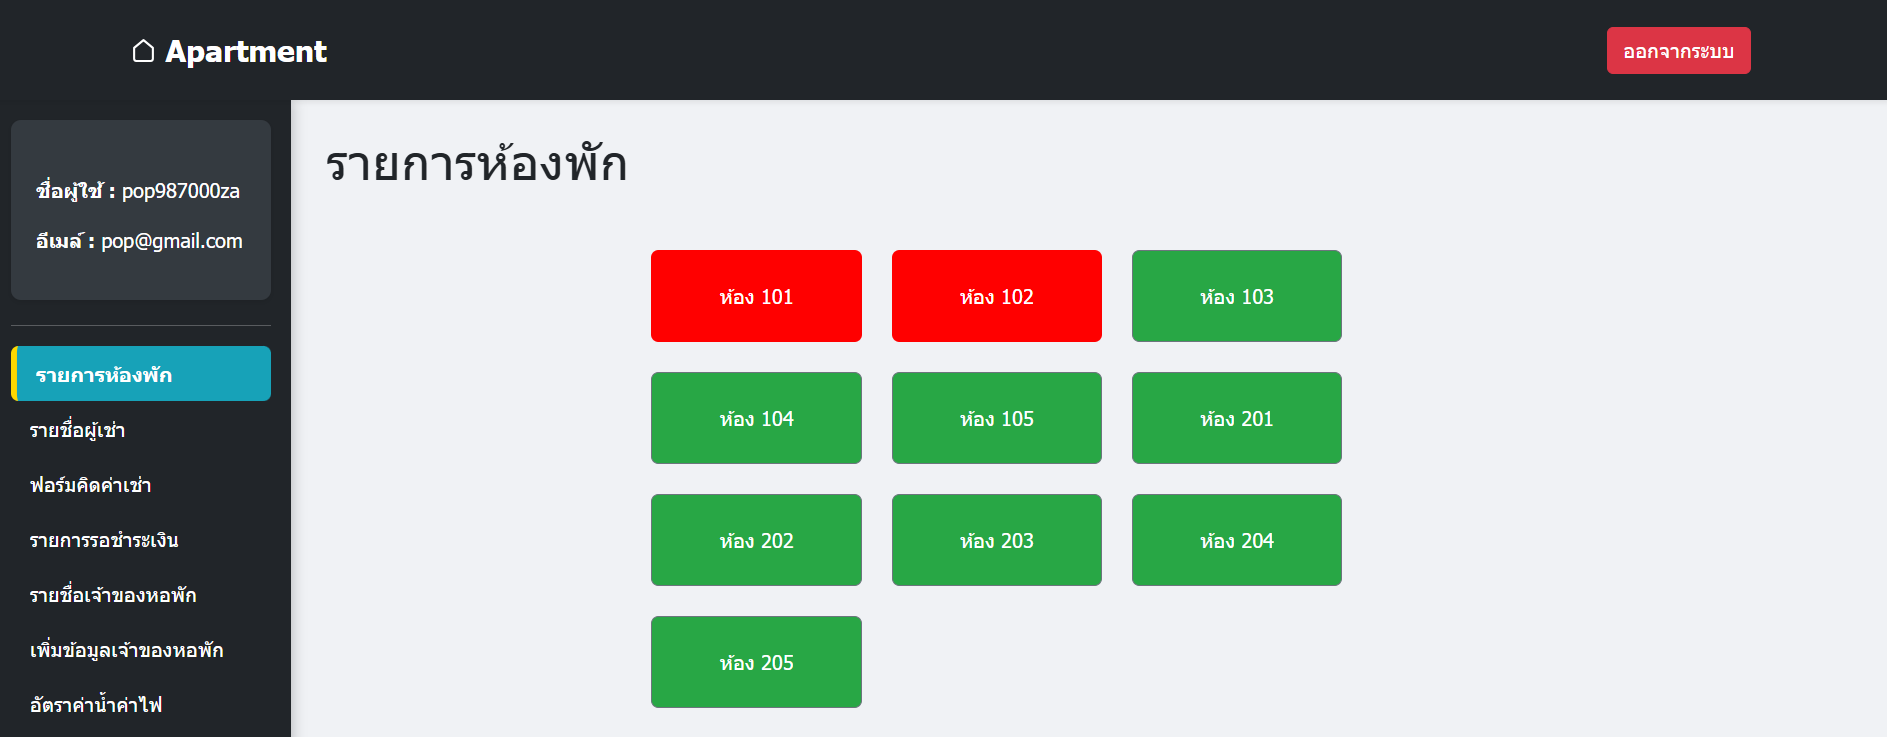 Apartment
ออกจากระบบ
ชื่อผู้ใช้ : pop987000za
อีเมล์ : pop@gmail.com
รายการห้องพัก
รายชื่อผู้เช่า
ฟอร์มคิดค่าเช่า
รายการรอชำระเงิน
รายชื่อเจ้าของหอพัก
เพิ่มข้อมูลเจ้าของหอพัก
อัตราค่าน้ำค่าไฟ
รายการห้องพัก
ห้อง 101 ห้อง 102 ห้อง 103
ห้อง 104 ห้อง 105 ห้อง 201
ห้อง 202 ห้อง 203 ห้อง 204
ห้อง 205